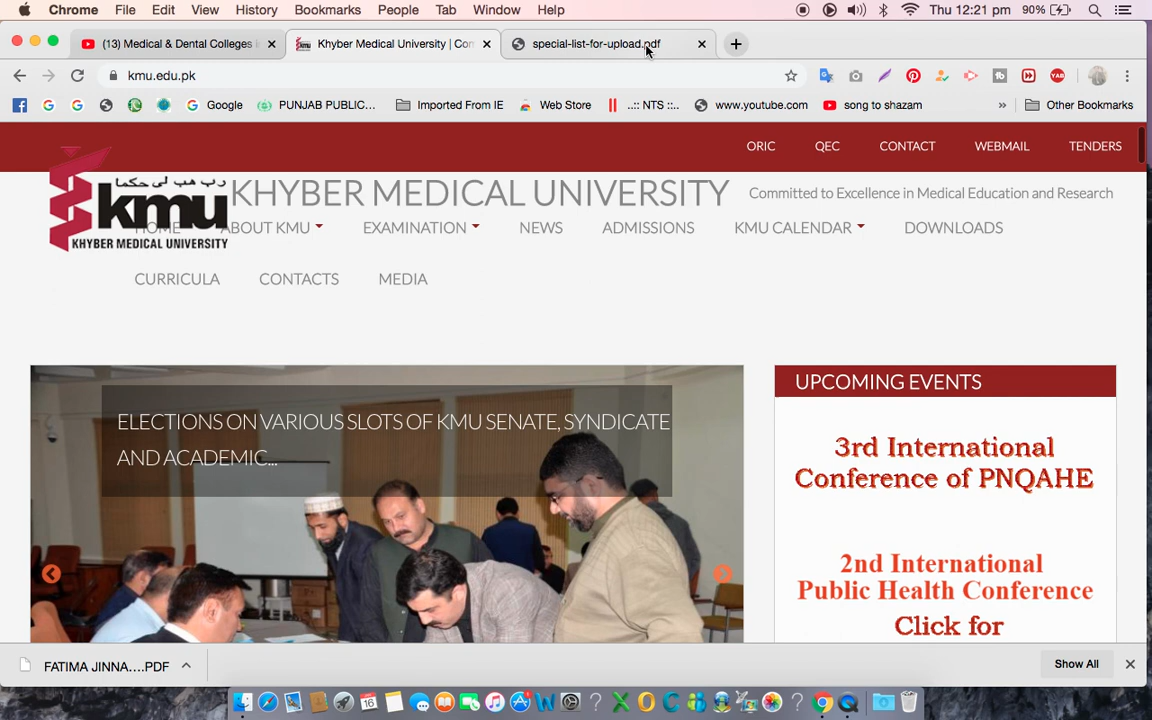 Chrome File Edit View History Bookmarks People Tab Window Help Thu 12:21 pm 90%
(13) Medical & Dental Colleges
Khyber Medical University | Con
special-list-for-upload.pdf
kmu.edu.pk
Google
PUNJAB PUBLIC...
Imported From IE
Web Store
..:: NTS ::..
www.youtube.com
song to shazam
»
Other Bookmarks
ORIC QEC CONTACT WEBMAIL TENDERS
kmu
KHYBER MEDICAL UNIVERSITY
KHYBER MEDICAL UNIVERSITY
Committed to Excellence in Medical Education and Research
HOME ABOUT KMU EXAMINATION NEWS ADMISSIONS KMU CALENDAR DOWNLOADS
CURRICULA CONTACTS MEDIA
ELECTIONS ON VARIOUS SLOTS OF KMU SENATE, SYNDICATE
AND ACADEMIC...
UPCOMING EVENTS
3rd International
Conference of PNQAHE
2nd International
Public Health Conference
Click for
FATIMA JINNA....PDF
Show All
16